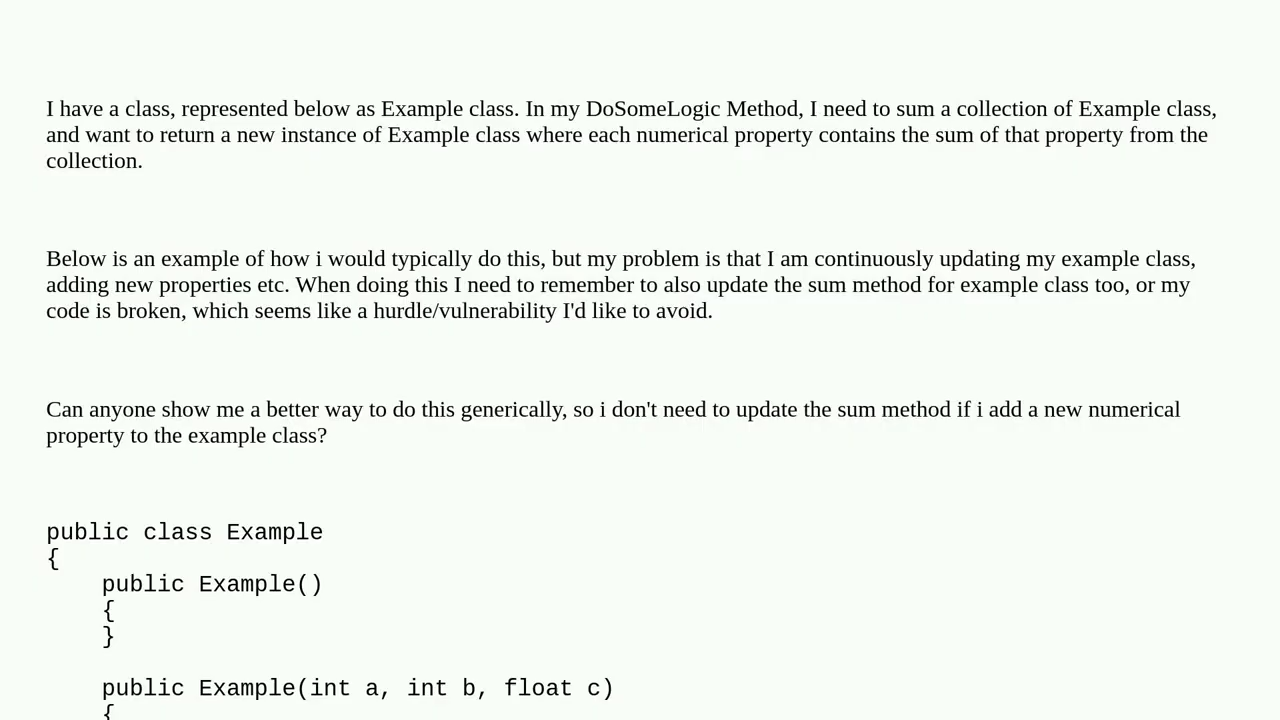 I have a class, represented below as Example class. In my DoSomeLogic Method, I need to sum a collection of Example class,
and want to return a new instance of Example class where each numerical property contains the sum of that property from the
collection.
Below is an example of how i would typically do this, but my problem is that I am continuously updating my example class,
adding new properties etc. When doing this I need to remember to also update the sum method for example class too, or my
code is broken, which seems like a hurdle/vulnerability I'd like to avoid.
Can anyone show me a better way to do this generically, so i don't need to update the sum method if i add a new numerical
property to the example class?
public class Example
{
    public Example()
    {
    }
    public Example(int a, int b, float c)
    {